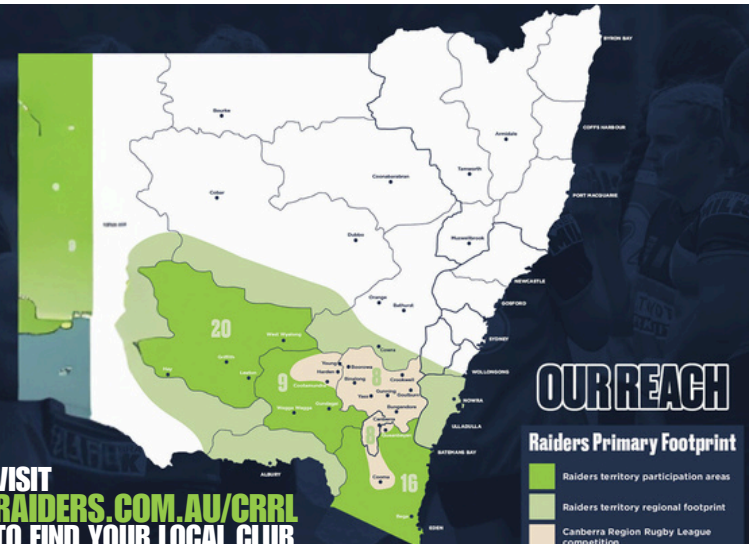 BYRON BAY
Bourke
Armidale
COFFS HARBOUR
Tamworth
Coonabarabran
Cobar
PORT MACQUARIE
Dubbo
Muswellbrook
NEWCASTLE
Orange
Bathurst
GOSFORD
20
West Wyalong
SYDNEY
Cowra
Griffith
Hay
Leeton
9
Young
Boorowa
8
Harden
Binalong
Crookwell
WOLLONGONG
Cootamundra
Yass
Gunning
Goulburn
OUR REACH
Wagga Wagga
Gundagai
Bungendore
NOWRA
Canberra
ULLADULLA
8
Queanbeyan
Raiders Primary Footprint
BATEMANS BAY
VISIT
ALBURY
Cooma
16
Raiders territory participation areas
RAIDERS.COM.AU/CRRL
Raiders territory regional footprint
TO FIND YOUR LOCAL CLUB
Bega
EDEN
Canberra Region Rugby League
competition